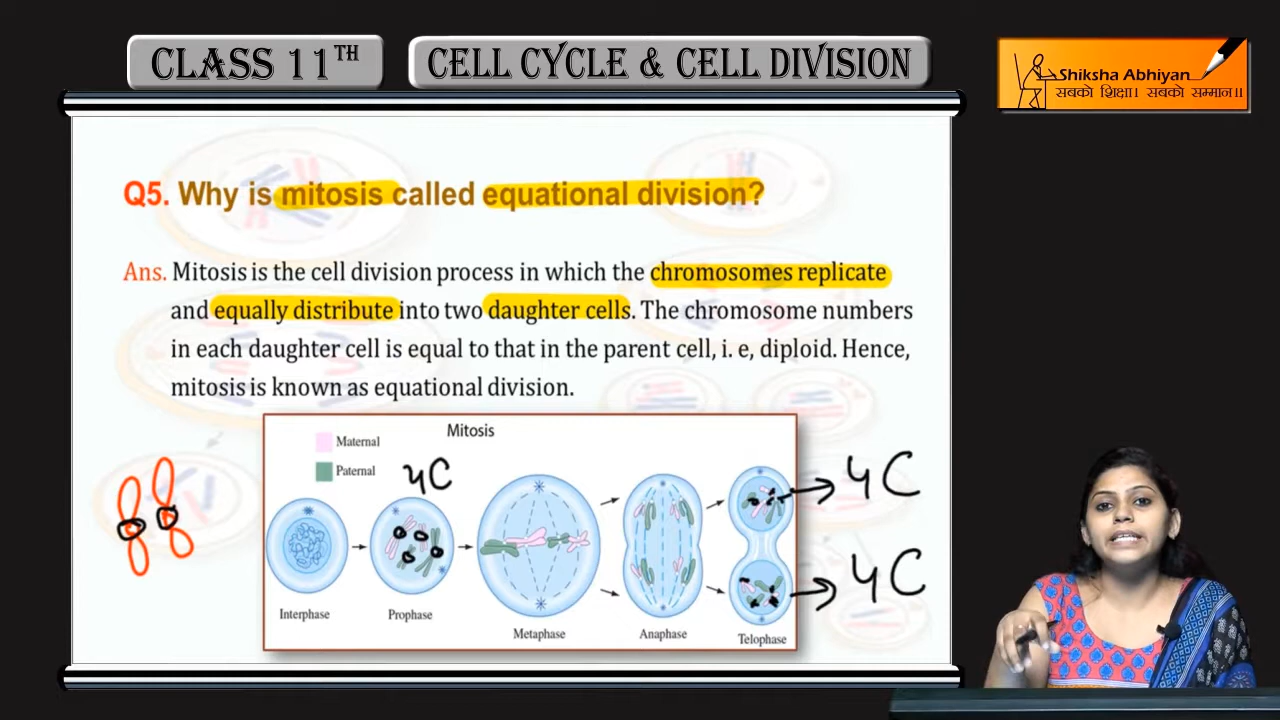 CLASS 11TH
CELL CYCLE & CELL DIVISION
Shiksha Abhiyan
सबको शिक्षा। सबको सम्मान॥
Q5. Why is mitosis called equational division?
Ans. Mitosis is the cell division process in which the chromosomes replicate
and equally distribute into two daughter cells. The chromosome numbers
in each daughter cell is equal to that in the parent cell, i. e, diploid. Hence,
mitosis is known as equational division.
Mitosis
Maternal
Paternal
4C
4C
4C
Interphase
Prophase
Metaphase
Anaphase
Telophase